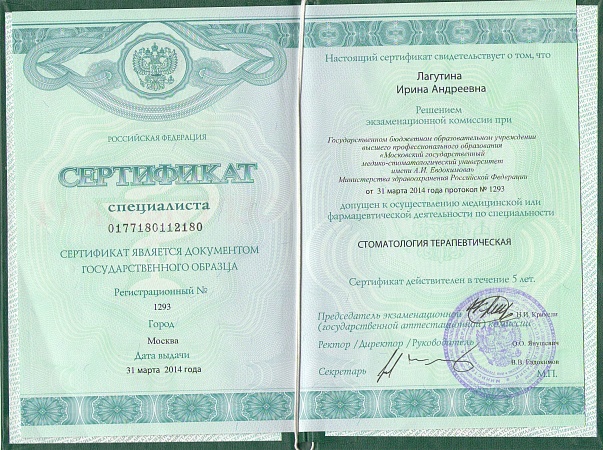 РОССИЙСКАЯ ФЕДЕРАЦИЯ
СЕРТИФИКАТ
специалиста
0177180112180
СЕРТИФИКАТ ЯВЛЯЕТСЯ ДОКУМЕНТОМ
ГОСУДАРСТВЕННОГО ОБРАЗЦА
Регистрационный №
1293
Город
Москва
Дата выдачи
31 марта 2014 года
Настоящий сертификат свидетельствует о том, что
Лагутина
Ирина Андреевна
Решением
экзаменационной комиссии при
Государственном бюджетном образовательном учреждении
высшего профессионального образования
«Московский государственный
медико-стоматологический университет
имени А.И. Евдокимова»
Министерства здравоохранения Российской Федерации
от 31 марта 2014 года протокол № 1293
допущен к осуществлению медицинской или
фармацевтической деятельности по специальности
СТОМАТОЛОГИЯ ТЕРАПЕВТИЧЕСКАЯ
Сертификат действителен в течение 5 лет.
Председатель экзаменационной
(государственной аттестационной) комиссии
Н.И. Крихели
Ректор / Директор / Руководитель
О.О. Янушевич
В.В. Евдокимов
Секретарь
М.П.